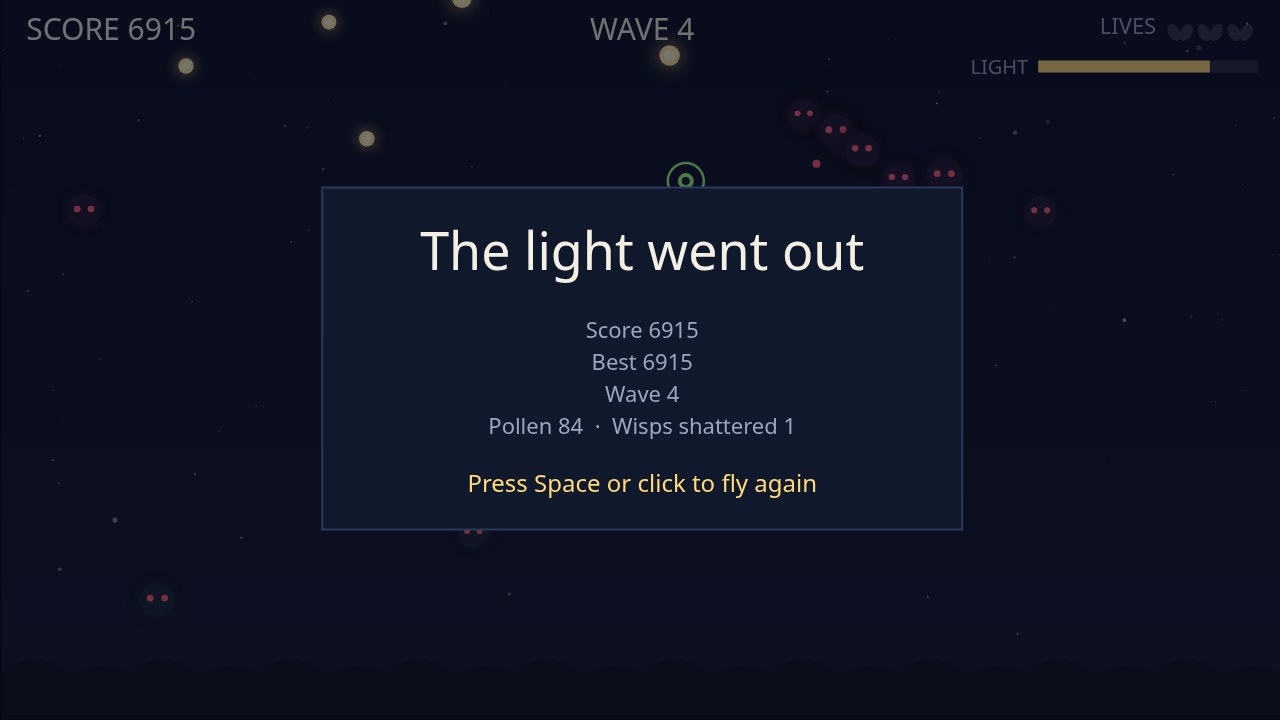 SCORE 6915
WAVE 4
LIVES
LIGHT
The light went out
Score 6915
Best 6915
Wave 4
Pollen 84 · Wisps shattered 1
Press Space or click to fly again